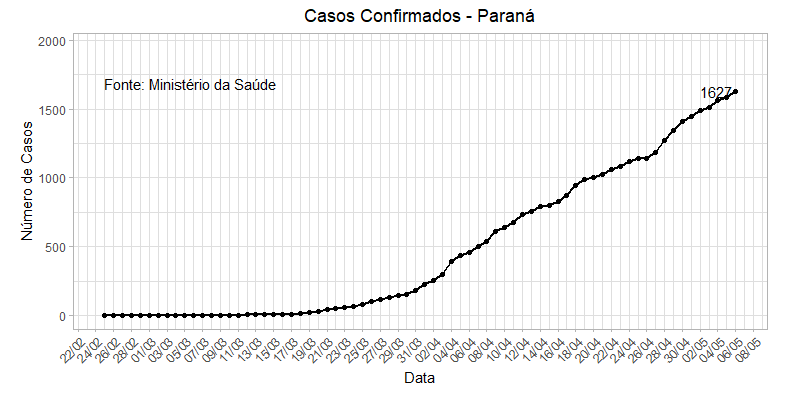 Casos Confirmados - Paraná
2000
Fonte: Ministério da Saúde
1627
1500
1000
500
0
Número de Casos
22/02 24/02 26/02 28/02 01/03 03/03 05/03 07/03 09/03 11/03 13/03 15/03 17/03 19/03 21/03 23/03 25/03 27/03 29/03 31/03 02/04 04/04 06/04 08/04 10/04 12/04 14/04 16/04 18/04 20/04 22/04 24/04 26/04 28/04 30/04 02/05 04/05 06/05 08/05
Data